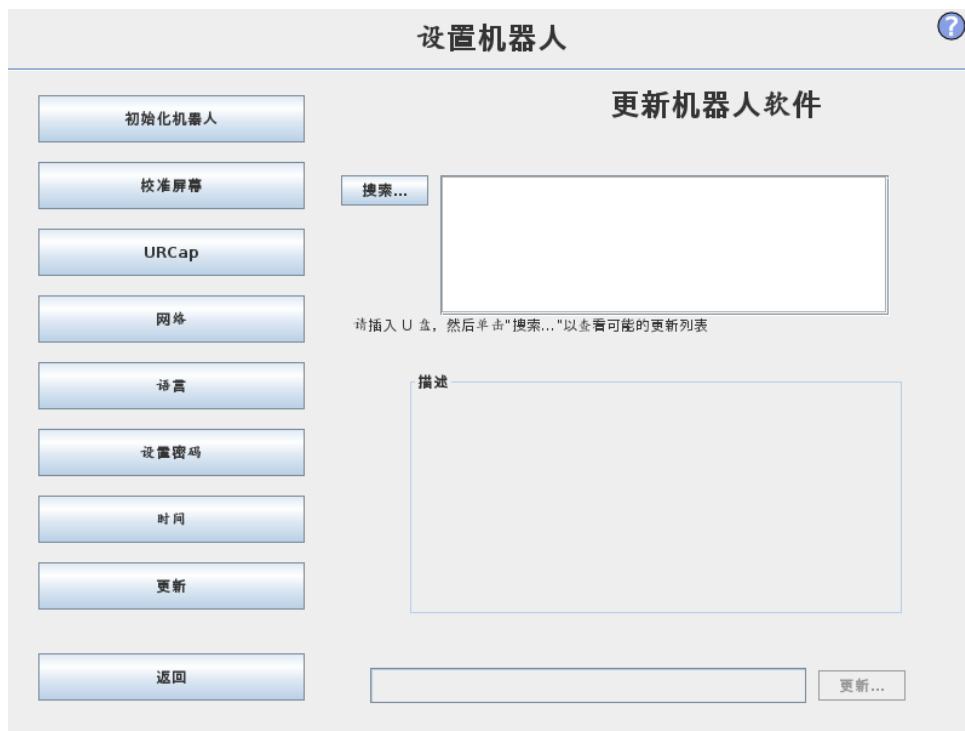 设置机器人
?
更新机器人软件
初始化机器人
校准屏幕
URCap
网络
语言
设置密码
时间
更新
返回
搜索...
请插入 U 盘，然后单击"搜索..."以查看可能的更新列表
描述
更新...